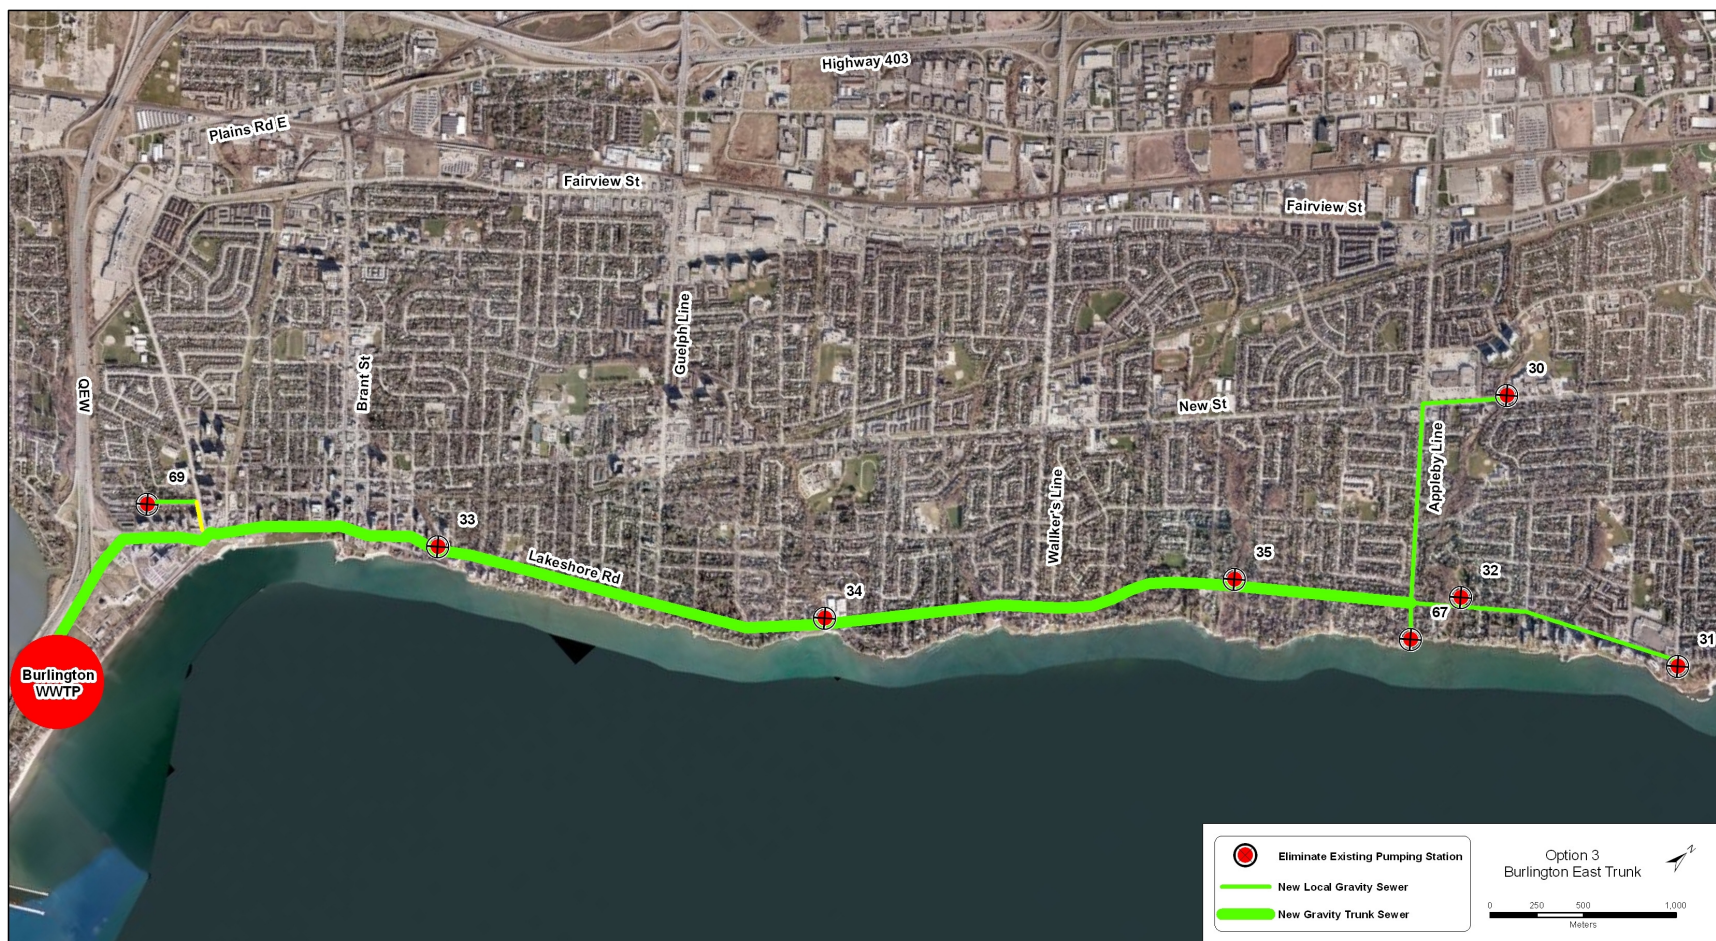 Highway 403
Plains Rd E
Fairview St
Fairview St
Guelph Line
Brant St
QEW
New St
30
Appleby Line
69
Wallker's Line
33
Lakeshore Rd
35
32
34
67
31
Burlington
WWTP
Eliminate Existing Pumping Station
New Local Gravity Sewer
New Gravity Trunk Sewer
Option 3
Burlington East Trunk
N
0 250 500 1,000
Meters